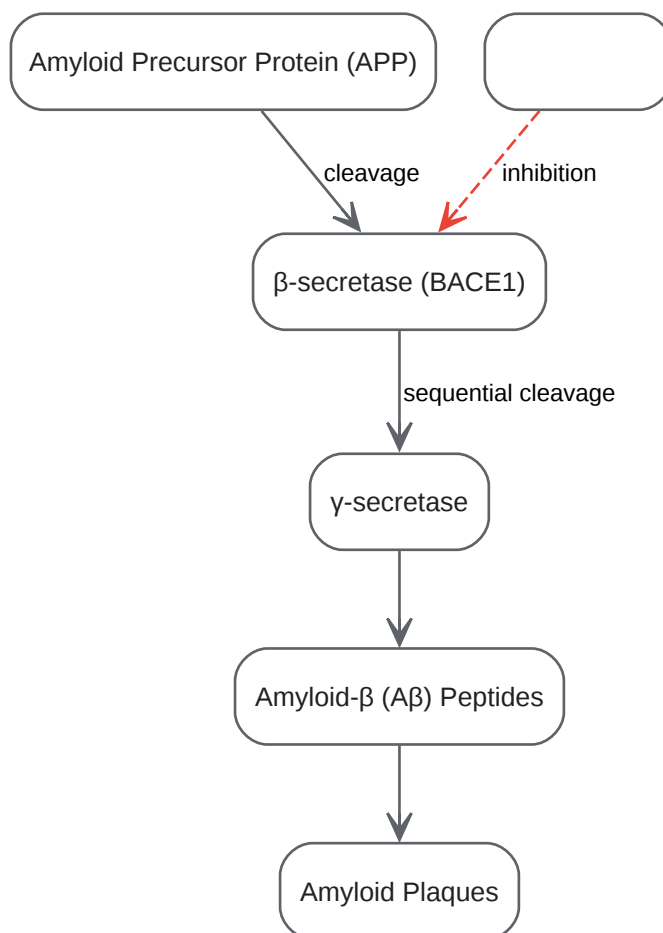 Amyloid Precursor Protein (APP)
cleavage
inhibition
β-secretase (BACE1)
sequential cleavage
γ-secretase
Amyloid-β (Aβ) Peptides
Amyloid Plaques